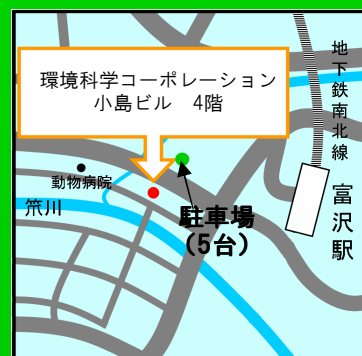 環境科学コーポレーション
小島ビル　4階
地下鉄南北線
富沢駅
動物病院
笊川
駐車場
（5台）